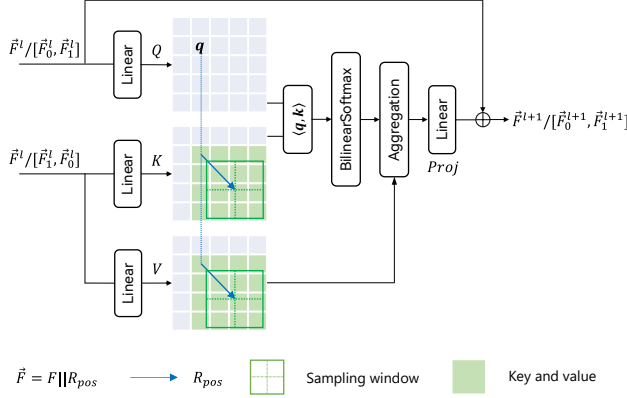 F⃗^l/[F⃗_0^l, F⃗_1^l]
Linear
Q
q
F⃗^l/[F⃗_1^l, F⃗_0^l]
Linear
K
Linear
V
⟨q, k⟩
BilinearSoftmax
Aggregation
Linear
Proj
F⃗^{l+1}/[F⃗_0^{l+1}, F⃗_1^{l+1}]
F⃗ = F||R_pos
R_pos
Sampling window
Key and value